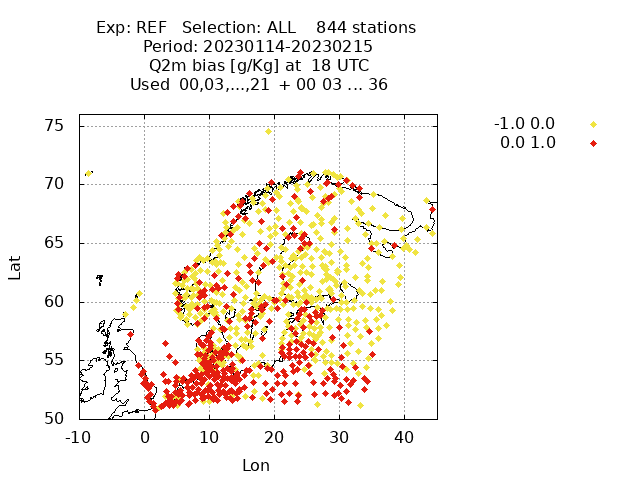 Exp: REF Selection: ALL 844 stations
Period: 20230114-20230215
Q2m bias [g/Kg] at 18 UTC
Used 00,03,...,21 + 00 03 ... 36
-1.0 0.0
0.0 1.0
75
70
65
60
55
50
Lat
-10 0 10 20 30 40
Lon